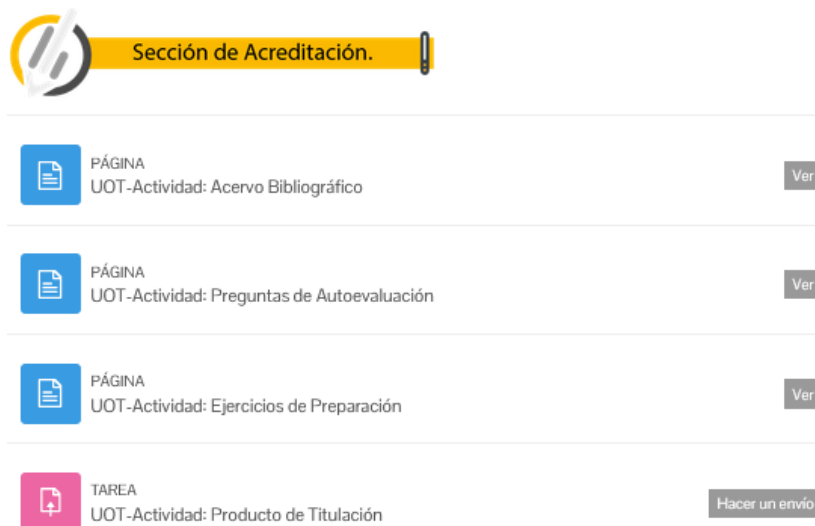 Sección de Acreditación.
PÁGINA
UOT-Actividad: Acervo Bibliográfico
Ver
PÁGINA
UOT-Actividad: Preguntas de Autoevaluación
Ver
PÁGINA
UOT-Actividad: Ejercicios de Preparación
Ver
TAREA
UOT-Actividad: Producto de Titulación
Hacer un envío